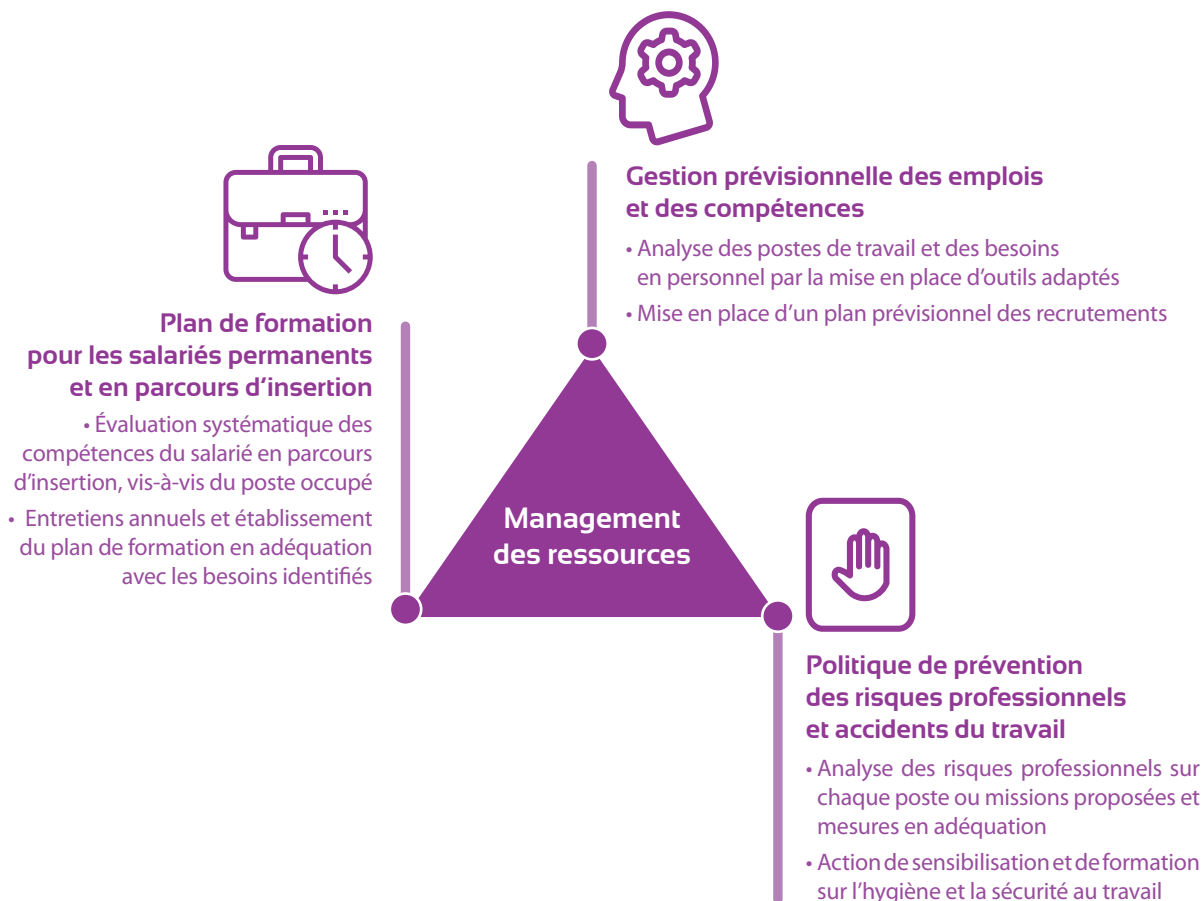 Gestion prévisionnelle des emplois
et des compétences
• Analyse des postes de travail et des besoins
en personnel par la mise en place d’outils adaptés
• Mise en place d’un plan prévisionnel des recrutements
Plan de formation
pour les salariés permanents
et en parcours d’insertion
• Évaluation systématique des
compétences du salarié en parcours
d’insertion, vis-à-vis du poste occupé
• Entretiens annuels et établissement
du plan de formation en adéquation
avec les besoins identifiés
Management
des ressources
Politique de prévention
des risques professionnels
et accidents du travail
• Analyse des risques professionnels sur
chaque poste ou missions proposées et
mesures en adéquation
• Action de sensibilisation et de formation
sur l’hygiène et la sécurité au travail